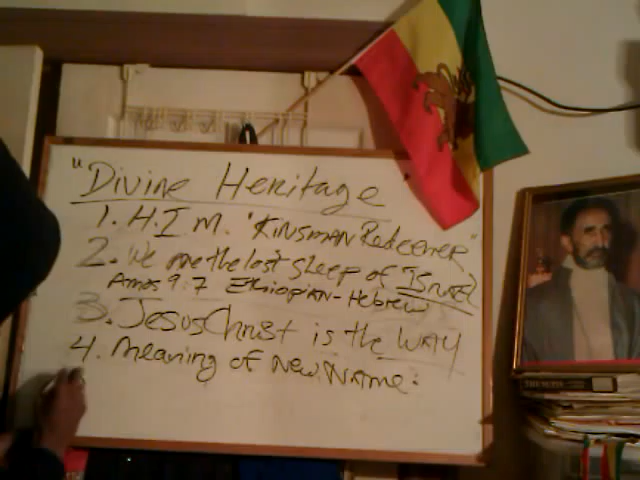 "Divine Heritage
1. H.I.M. "Kinsman Redeemer"
2. We are the lost sheep of Israel
Amos 9:7 Ethiopian-Hebrew
3. Jesus Christ is the WAY
4. Meaning of New Name: